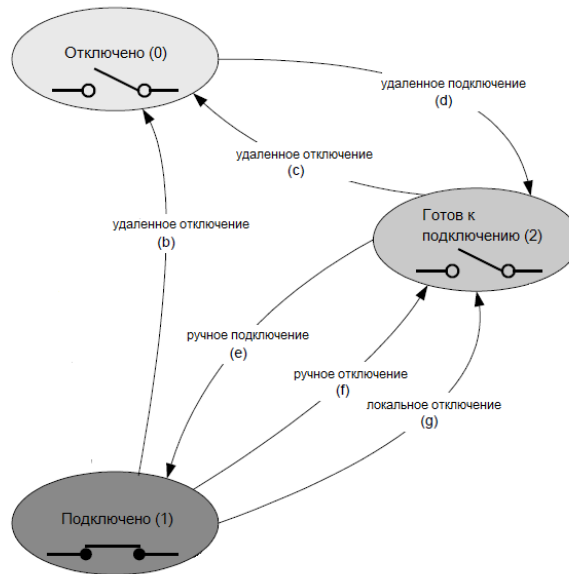 Отключено (0)
удаленное подключение
(d)
удаленное отключение
(c)
удаленное отключение
(b)
Готов к
подключению (2)
ручное подключение
(e)
ручное отключение
(f)
локальное отключение
(g)
Подключено (1)